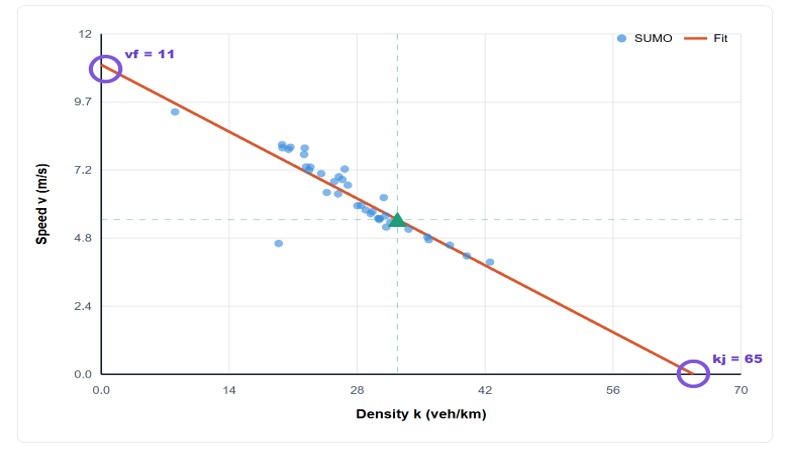 12
SUMO Fit
vf = 11
9.7
7.2
4.8
2.4
0.0
Speed v (m/s)
kj = 65
0.0 14 28 42 56 70
Density k (veh/km)